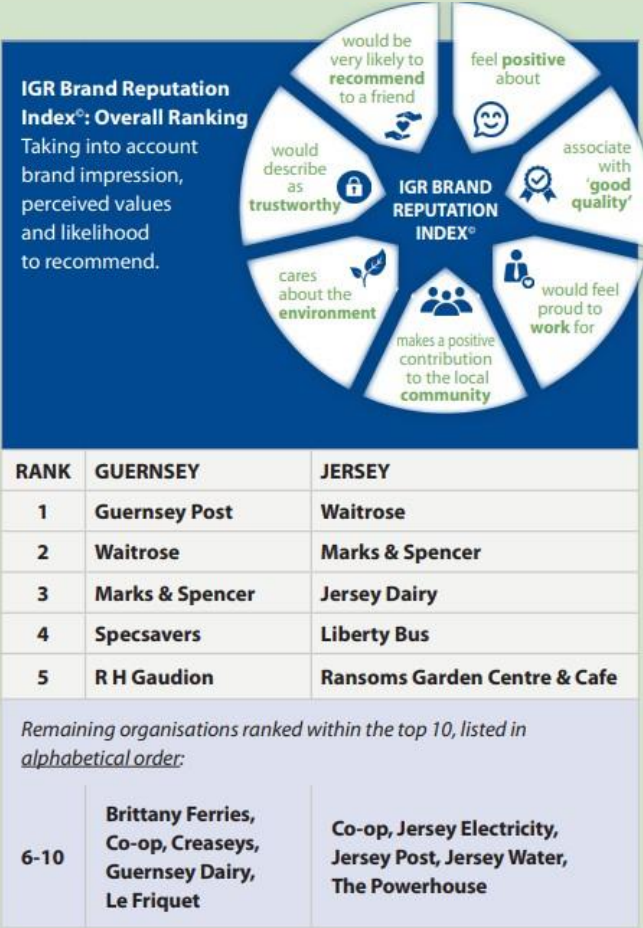 IGR Brand Reputation
Index©: Overall Ranking
Taking into account
brand impression,
perceived values
and likelihood
to recommend.
would be
very likely to
recommend
to a friend
feel positive
about
associate
with
'good
quality'
would feel
proud to
work for
makes a positive
contribution
to the local
community
cares
about the
environment
would
describe
as
trustworthy
IGR BRAND
REPUTATION
INDEX©
RANK GUERNSEY JERSEY
1 Guernsey Post Waitrose
2 Waitrose Marks & Spencer
3 Marks & Spencer Jersey Dairy
4 Specsavers Liberty Bus
5 R H Gaudion Ransoms Garden Centre & Cafe
Remaining organisations ranked within the top 10, listed in
alphabetical order:
6-10
Brittany Ferries,
Co-op, Creaseys,
Guernsey Dairy,
Le Friquet
Co-op, Jersey Electricity,
Jersey Post, Jersey Water,
The Powerhouse